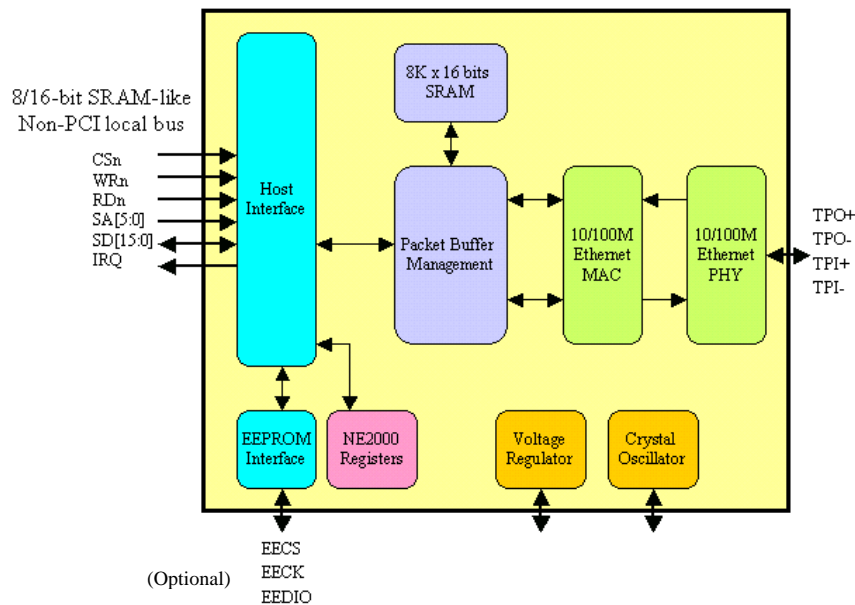 8K x 16 bits
SRAM
8/16-bit SRAM-like
Non-PCI local bus
CSn
WRn
RDn
SA[5:0]
SD[15:0]
IRQ
Host
Interface
Packet Buffer
Management
10/100M
Ethernet
MAC
10/100M
Ethernet
PHY
TPO+
TPO-
TPI+
TPI-
EEPROM
Interface
NE2000
Registers
Voltage
Regulator
Crystal
Oscillator
(Optional)
EECS
EECK
EEDIO